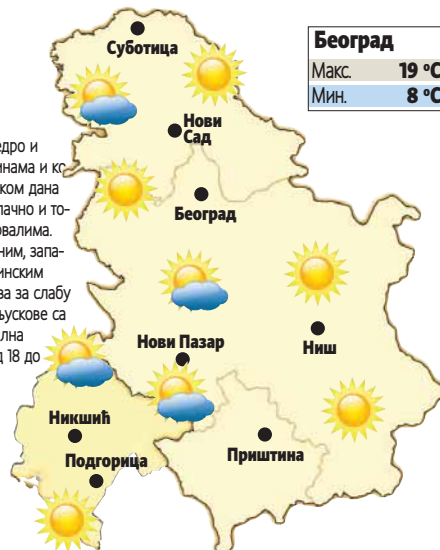 Суботица
Београд
Макс. 19 °C
Мин. 8 °C
Нови
Сад
едро и
инама и ко
ком дана
лачно и то-
овалима.
ним, запа-
инским
ва за слабу
љускове са
лна
д 18 до
Београд
Нови Пазар
Ниш
Никшић
Подгорица
Приштина